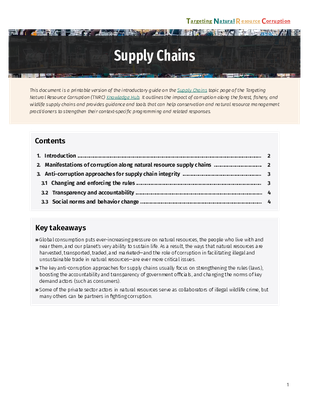 Targeting Natural Resource Corruption
Supply Chains
This document is a printable version of the introductory guide on the Supply Chains topic page of the Targeting
Natural Resource Corruption (TNRC) Knowledge Hub. It outlines the impact of corruption along the forest, fishery, and
wildlife supply chains and provides guidance and tools that can help conservation and natural resource management
practitioners to strengthen their context-specific programming and related responses.
Contents
1. Introduction 2
2. Manifestations of corruption along natural resource supply chains 2
3. Anti-corruption approaches for supply chain integrity 3
3.1 Changing and enforcing the rules 3
3.2 Transparency and accountability 4
3.3 Social norms and behavior change 4
Key takeaways
» Global consumption puts ever-increasing pressure on natural resources, the people who live with and
near them, and our planet's very ability to sustain life. As a result, the ways that natural resources are
harvested, transported, traded, and marketed—and the role of corruption in facilitating illegal and
unsustainable trade in natural resources—are ever more critical issues.
» The key anti-corruption approaches for supply chains usually focus on strengthening the rules (laws),
boosting the accountability and transparency of government officials, and changing the norms of key
demand actors (such as consumers).
» Some of the private sector actors in natural resources serve as collaborators of illegal wildlife crime, but
many others can be partners in fighting corruption.
1